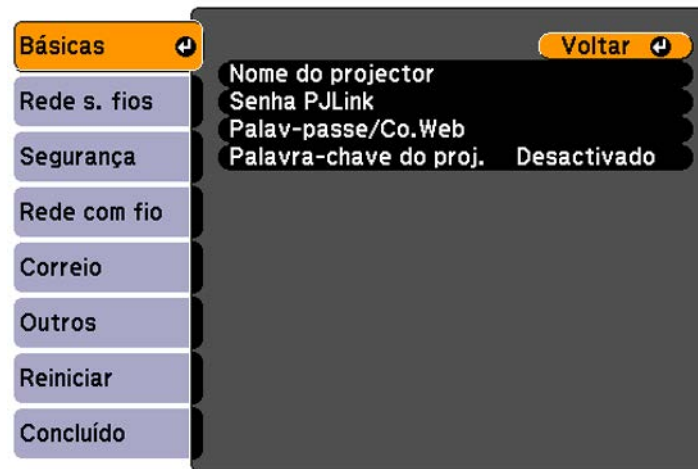 Básicas
Rede s. fios
Segurança
Rede com fio
Correio
Outros
Reiniciar
Concluído
Voltar
Nome do projector
Senha PJLink
Palav-passe/Co.Web
Palavra-chave do proj. Desactivado